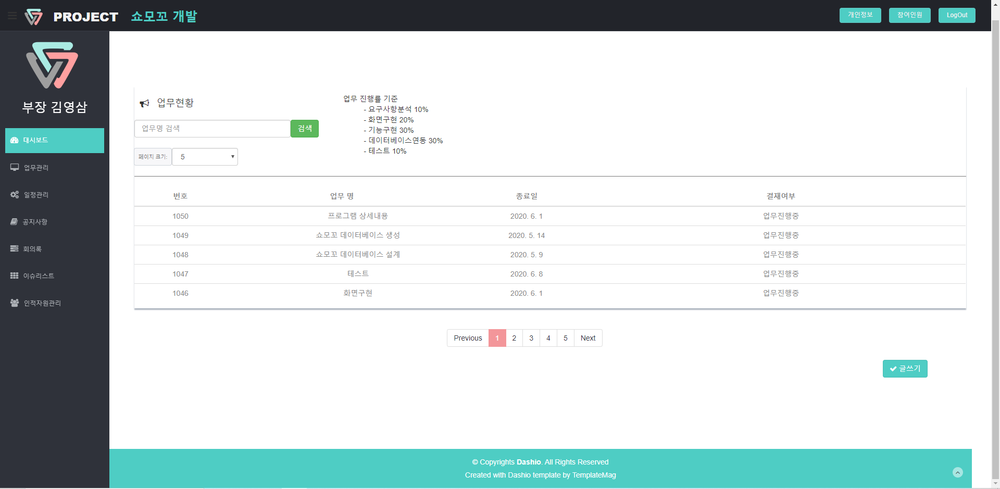 PROJECT 쇼모꼬 개발
개인정보 참여인원 LogOut
부장 김영삼
대시보드
업무관리
일정관리
공지사항
회의록
이슈리스트
인적자원관리
업무현황
업무명 검색 검색
페이지 크기: 5
업무 진행률 기준
- 요구사항분석 10%
- 화면구현 20%
- 기능구현 30%
- 데이터베이스연동 30%
- 테스트 10%
번호 업무 명 종료일 결재여부
1050 프로그램 상세내용 2020. 6. 1 업무진행중
1049 쇼모꼬 데이터베이스 생성 2020. 5. 14 업무진행중
1048 쇼모꼬 데이터베이스 설계 2020. 5. 9 업무진행중
1047 테스트 2020. 6. 8 업무진행중
1046 화면구현 2020. 6. 1 업무진행중
Previous 1 2 3 4 5 Next
글쓰기
© Copyrights Dashio. All Rights Reserved
Created with Dashio template by TemplateMag